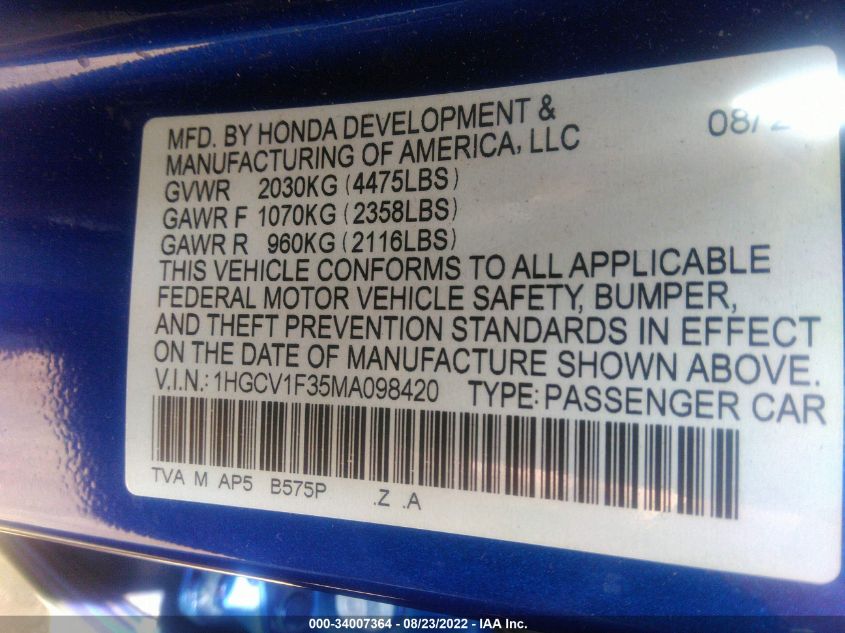 MFD. BY HONDA DEVELOPMENT &
MANUFACTURING OF AMERICA, LLC
08/2
GVWR 2030KG (4475LBS)
GAWR F 1070KG (2358LBS)
GAWR R 960KG (2116LBS)
THIS VEHICLE CONFORMS TO ALL APPLICABLE
FEDERAL MOTOR VEHICLE SAFETY, BUMPER,
AND THEFT PREVENTION STANDARDS IN EFFECT
ON THE DATE OF MANUFACTURE SHOWN ABOVE.
V.I.N.: 1HGCV1F35MA098420 TYPE: PASSENGER CAR
TVA M AP5 B575P .Z .A
000-34007364 - 08/23/2022 - IAA Inc.